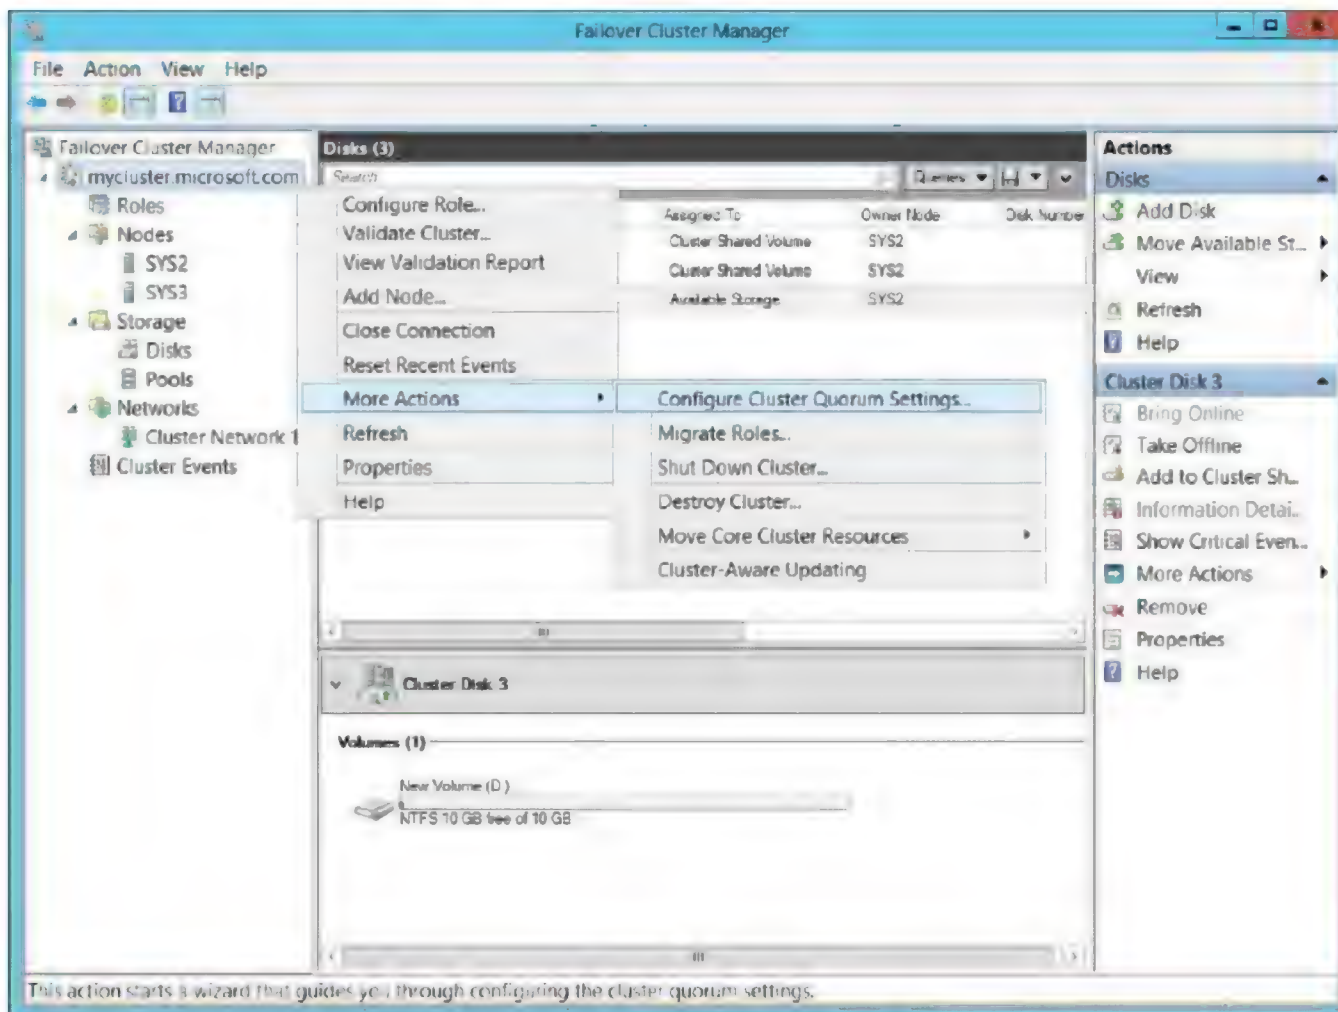 Failover Cluster Manager
File Action View Help
Failover Cluster Manager
mycluster.microsoft.com
Roles
Nodes
SYS2
SYS3
Storage
Disks
Pools
Networks
Cluster Network 1
Cluster Events
Disks (3)
Search
Queries
Assigned To Owner Node Disk Number
Cluster Shared Volume SYS2
Cluster Shared Volume SYS2
Available Storage SYS2
Configure Role...
Validate Cluster...
View Validation Report
Add Node...
Close Connection
Reset Recent Events
More Actions
Refresh
Properties
Help
Configure Cluster Quorum Settings...
Migrate Roles...
Shut Down Cluster...
Destroy Cluster...
Move Core Cluster Resources
Cluster-Aware Updating
Cluster Disk 3
Volumes (1)
New Volume (D:)
NTFS 10 GB free of 10 GB
Actions
Disks
Add Disk
Move Available St...
View
Refresh
Help
Cluster Disk 3
Bring Online
Take Offline
Add to Cluster Sh...
Information Detai...
Show Critical Even...
More Actions
Remove
Properties
Help
This action starts a wizard that guides you through configuring the cluster quorum settings.